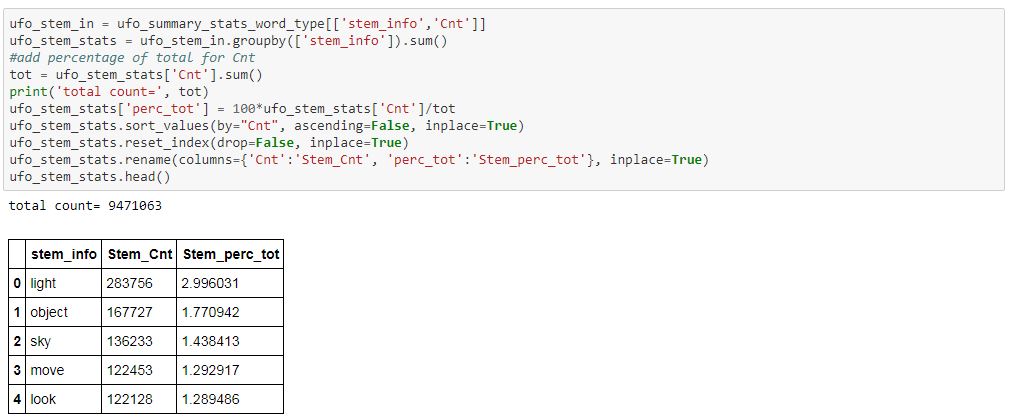 ufo_stem_in = ufo_summary_stats_word_type[['stem_info','Cnt']]
ufo_stem_stats = ufo_stem_in.groupby(['stem_info']).sum()
#add percentage of total for Cnt
tot = ufo_stem_stats['Cnt'].sum()
print('total count=', tot)
ufo_stem_stats['perc_tot'] = 100*ufo_stem_stats['Cnt']/tot
ufo_stem_stats.sort_values(by="Cnt", ascending=False, inplace=True)
ufo_stem_stats.reset_index(drop=False, inplace=True)
ufo_stem_stats.rename(columns={'Cnt':'Stem_Cnt', 'perc_tot':'Stem_perc_tot'}, inplace=True)
ufo_stem_stats.head()
total count= 9471063
stem_info Stem_Cnt Stem_perc_tot
0 light 283756 2.996031
1 object 167727 1.770942
2 sky 136233 1.438413
3 move 122453 1.292917
4 look 122128 1.289486